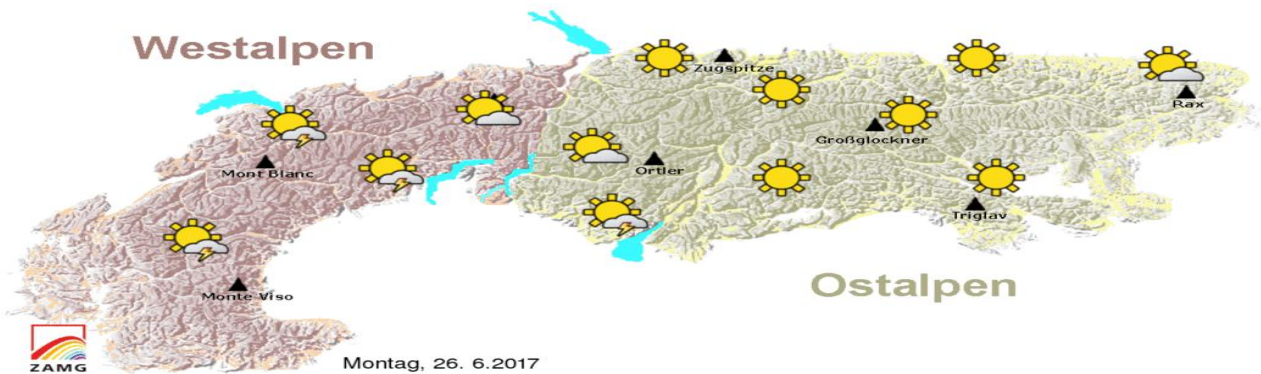 Westalpen
Zugspitze
Rax
Großglockner
Mont Blanc
Ortler
Triglav
Monte Viso
Ostalpen
ZAMG
Montag, 26. 6.2017